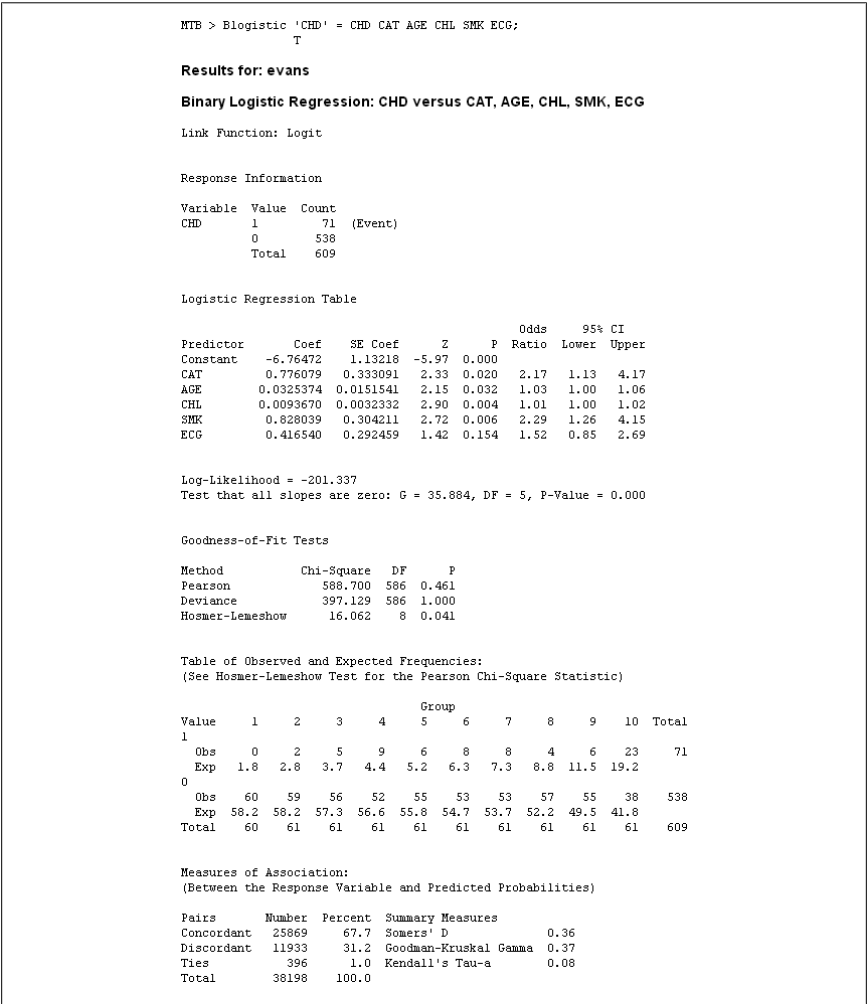 MTB > Blogistic 'CHD' = CHD CAT AGE CHL SMK ECG;
T
Results for: evans
Binary Logistic Regression: CHD versus CAT, AGE, CHL, SMK, ECG
Link Function: Logit
Response Information
Variable Value Count
CHD 1 71 (Event)
0 538
Total 609
Logistic Regression Table
Odds 95% CI
Predictor Coef SE Coef Z P Ratio Lower Upper
Constant -6.76472 1.13218 -5.97 0.000
CAT 0.776079 0.333091 2.33 0.020 2.17 1.13 4.17
AGE 0.0325374 0.0151541 2.15 0.032 1.03 1.00 1.06
CHL 0.0093670 0.0032332 2.90 0.004 1.01 1.00 1.02
SMK 0.828039 0.304211 2.72 0.006 2.29 1.26 4.15
ECG 0.416540 0.292459 1.42 0.154 1.52 0.85 2.69
Log-Likelihood = -201.337
Test that all slopes are zero: G = 35.884, DF = 5, P-Value = 0.000
Goodness-of-Fit Tests
Method Chi-Square DF P
Pearson 588.700 586 0.461
Deviance 397.129 586 1.000
Hosmer-Lemeshow 16.062 8 0.041
Table of Observed and Expected Frequencies:
(See Hosmer-Lemeshow Test for the Pearson Chi-Square Statistic)
Group
Value 1 2 3 4 5 6 7 8 9 10 Total
1
Obs 0 2 5 9 6 8 8 4 6 23 71
Exp 1.8 2.8 3.7 4.4 5.2 6.3 7.3 8.8 11.5 19.2
0
Obs 60 59 56 52 55 53 53 57 55 38 538
Exp 58.2 58.2 57.3 56.6 55.8 54.7 53.7 52.2 49.5 41.8
Total 60 61 61 61 61 61 61 61 61 61 609
Measures of Association:
(Between the Response Variable and Predicted Probabilities)
Pairs Number Percent Summary Measures
Concordant 25869 67.7 Somers' D 0.36
Discordant 11933 31.2 Goodman-Kruskal Gamma 0.37
Ties 396 1.0 Kendall's Tau-a 0.08
Total 38198 100.0